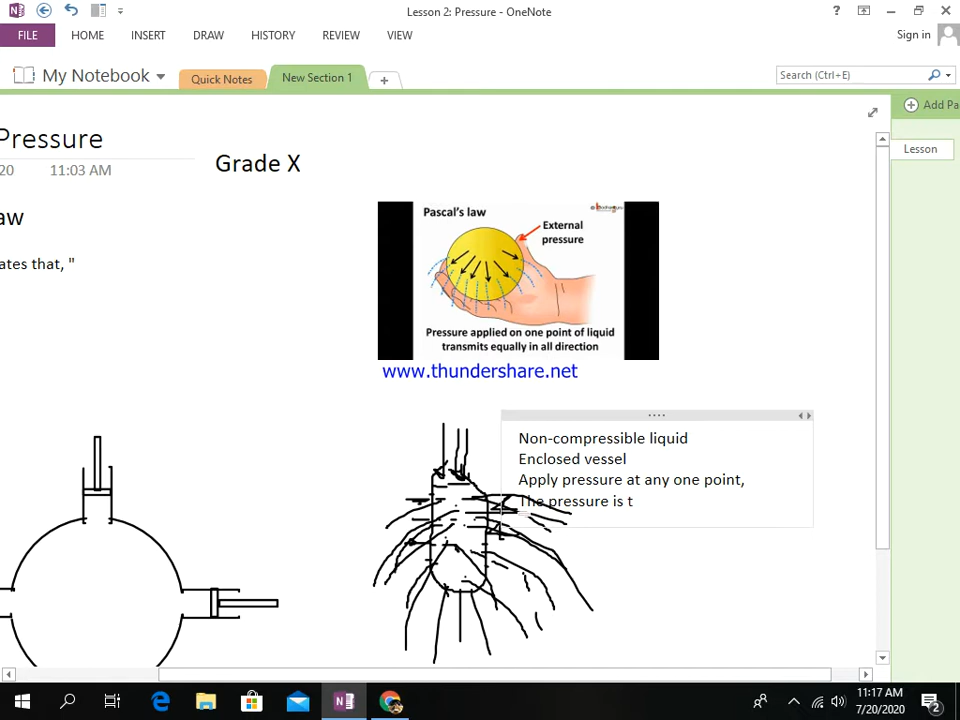 Lesson 2: Pressure - OneNote
?
FILE HOME INSERT DRAW HISTORY REVIEW VIEW
Sign in
My Notebook
Quick Notes
New Section 1
+
Search (Ctrl+E)
Add Pa
Pressure
20 11:03 AM
Grade X
Lesson
aw
ates that, "
Pascal's law
External
pressure
Pressure applied on one point of liquid
transmits equally in all direction
www.thundershare.net
Non-compressible liquid
Enclosed vessel
Apply pressure at any one point,
The pressure is t
11:17 AM
7/20/2020
2